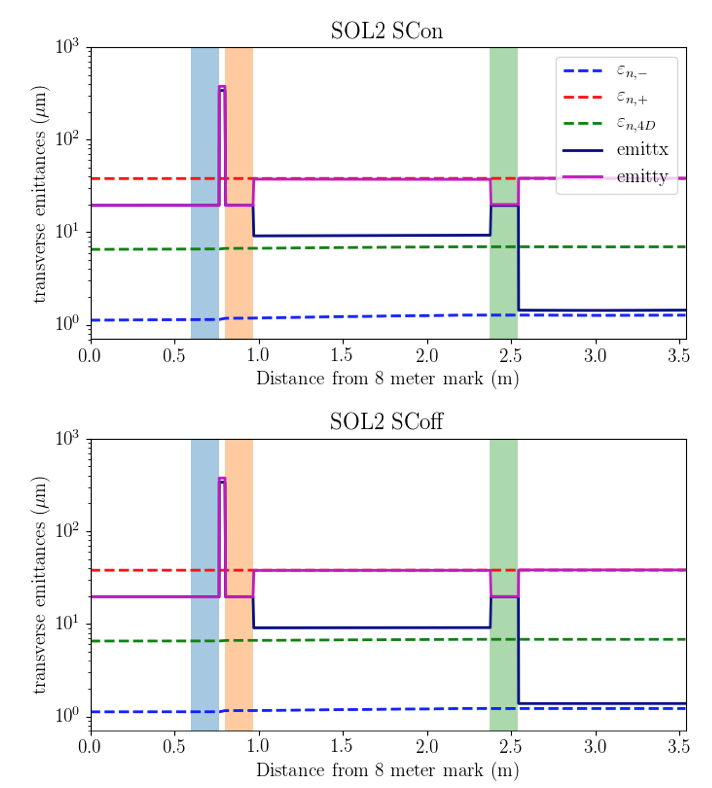 SOL2 SCon
transverse emittances (μm)
10³
10²
10¹
10⁰
ε_{n,−}
ε_{n,+}
ε_{n,4D}
emittx
emitty
0.0 0.5 1.0 1.5 2.0 2.5 3.0 3.5
Distance from 8 meter mark (m)
SOL2 SCoff
transverse emittances (μm)
10³
10²
10¹
10⁰
0.0 0.5 1.0 1.5 2.0 2.5 3.0 3.5
Distance from 8 meter mark (m)